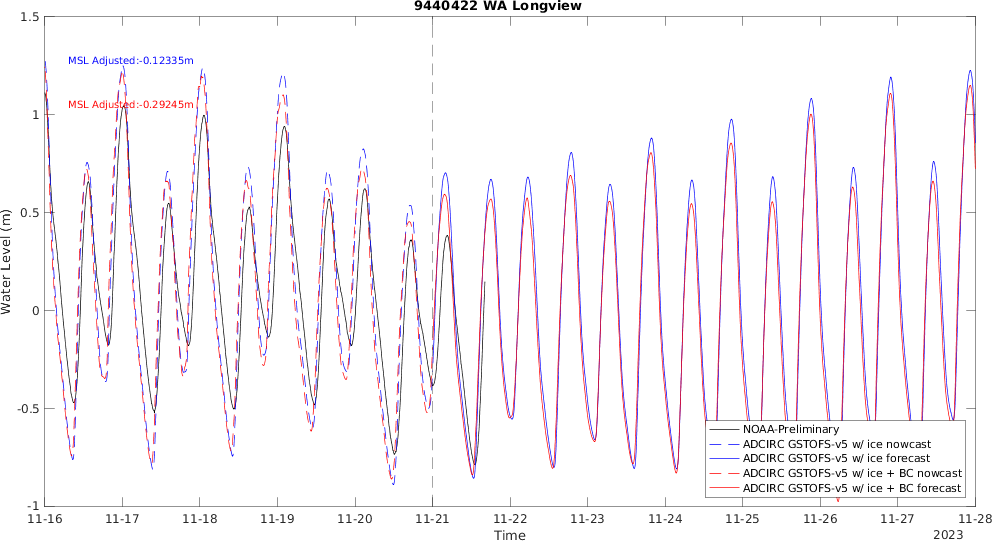 9440422 WA Longview
1.5
1
0.5
0
-0.5
-1
Water Level (m)
MSL Adjusted:-0.12335m
MSL Adjusted:-0.29245m
NOAA-Preliminary
ADCIRC GSTOFS-v5 w/ ice nowcast
ADCIRC GSTOFS-v5 w/ ice forecast
ADCIRC GSTOFS-v5 w/ ice + BC nowcast
ADCIRC GSTOFS-v5 w/ ice + BC forecast
11-16 11-17 11-18 11-19 11-20 11-21 11-22 11-23 11-24 11-25 11-26 11-27 11-28
Time
2023